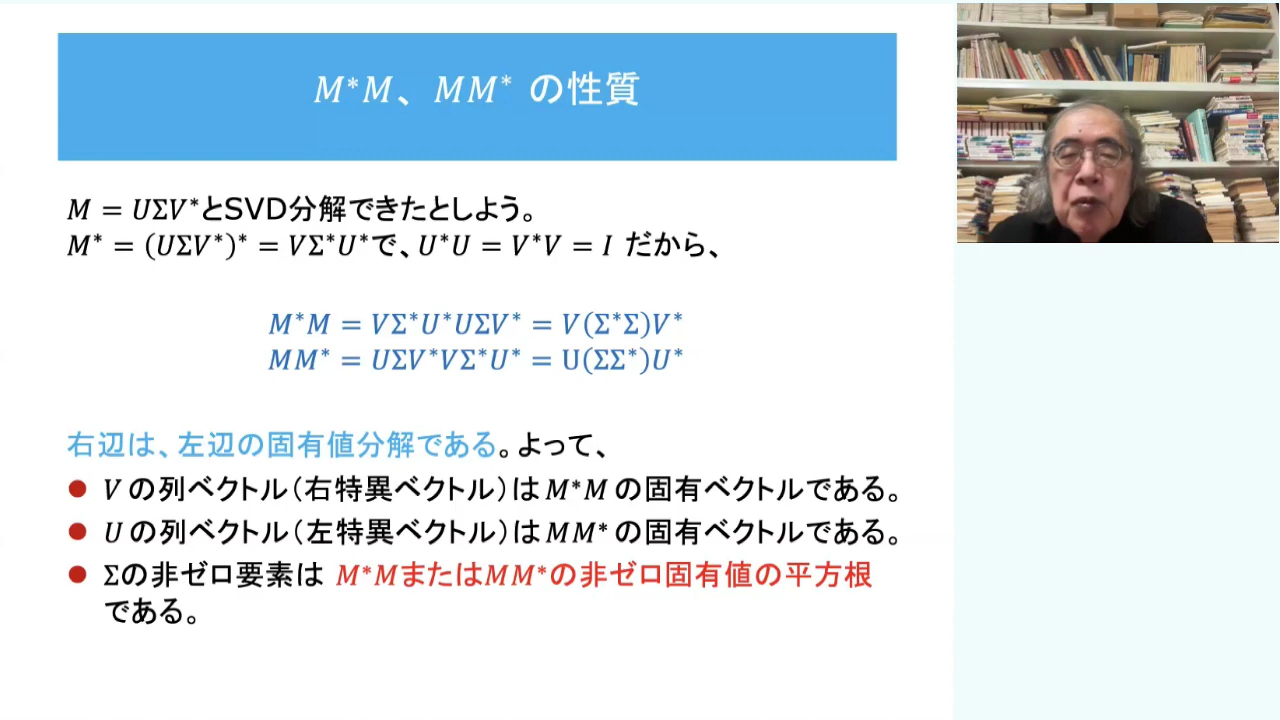 M*M、MM* の性質
M = UΣV*とSVD分解できたとしよう。
M* = (UΣV*)* = VΣ*U*で、U*U = V*V = I だから、
M*M = VΣ*U*UΣV* = V(Σ*Σ)V*
MM* = UΣV*VΣ*U* = U(ΣΣ*)U*
右辺は、左辺の固有値分解である。よって、
● V の列ベクトル（右特異ベクトル）は M*M の固有ベクトルである。
● U の列ベクトル（左特異ベクトル）は MM* の固有ベクトルである。
● Σの非ゼロ要素は M*MまたはMM*の非ゼロ固有値の平方根
である。